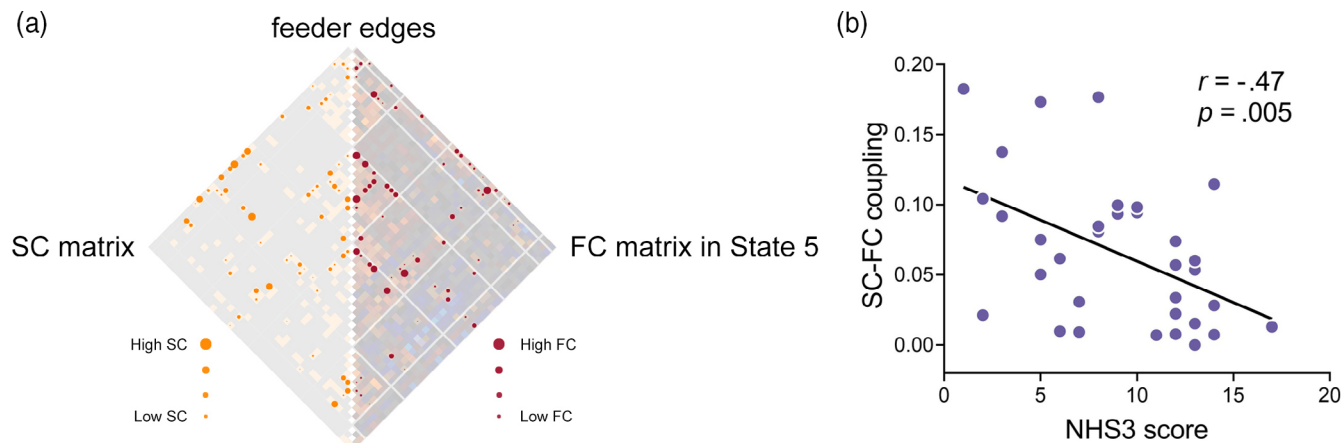 (a)
feeder edges
SC matrix
FC matrix in State 5
High SC
Low SC
High FC
Low FC
(b)
r = -.47
p = .005
SC-FC coupling
0.20
0.15
0.10
0.05
0.00
0
5
10
15
20
NHS3 score